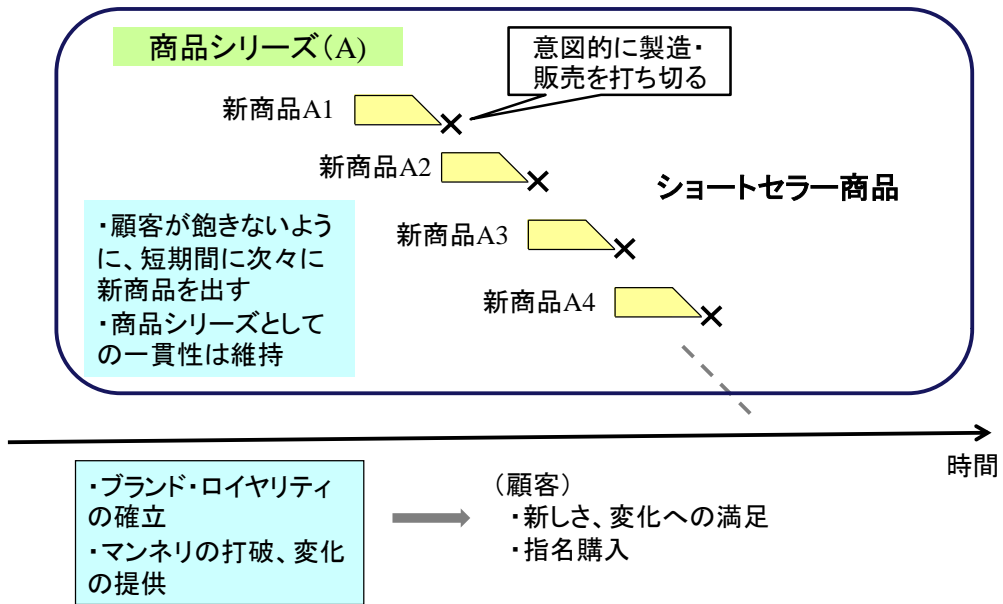 商品シリーズ(A)
意図的に製造・
販売を打ち切る
新商品A1
新商品A2
ショートセラー商品
・顧客が飽きないよう
に、短期間に次々に
新商品を出す
・商品シリーズとして
の一貫性は維持
新商品A3
新商品A4
時間
・ブランド・ロイヤリティ
の確立
・マンネリの打破、変化
の提供
(顧客)
・新しさ、変化への満足
・指名購入